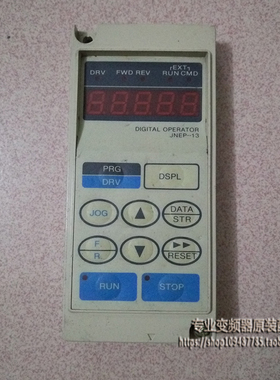 DRV FWD REV EXT
RUN CMD
DIGITAL OPERATOR
JNEP-13
PRG
DRV
DSPL
JOG
DATA
STR
F
R
RESET
RUN
STOP
专业变频器原装